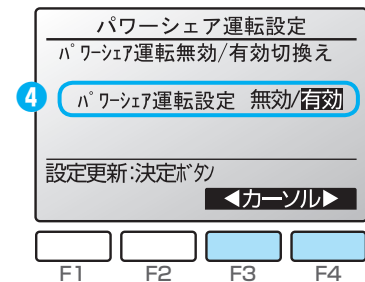 パワーシェア運転設定
ﾊﾟﾜｰｼｪｱ運転無効/有効切換え
4 ﾊﾟﾜｰｼｪｱ運転設定 無効/有効
設定更新:決定ﾎﾞﾀﾝ
◀カーソル▶
F1 F2 F3 F4